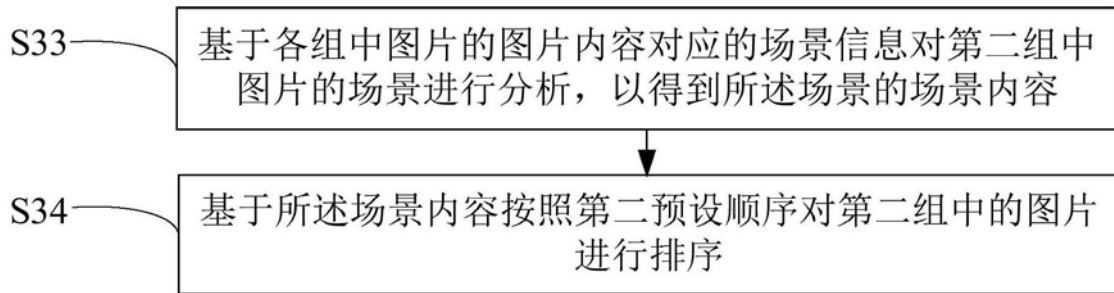 S33
基于各组中图片的图片内容对应的场景信息对第二组中
图片的场景进行分析，以得到所述场景的场景内容
S34
基于所述场景内容按照第二预设顺序对第二组中的图片
进行排序